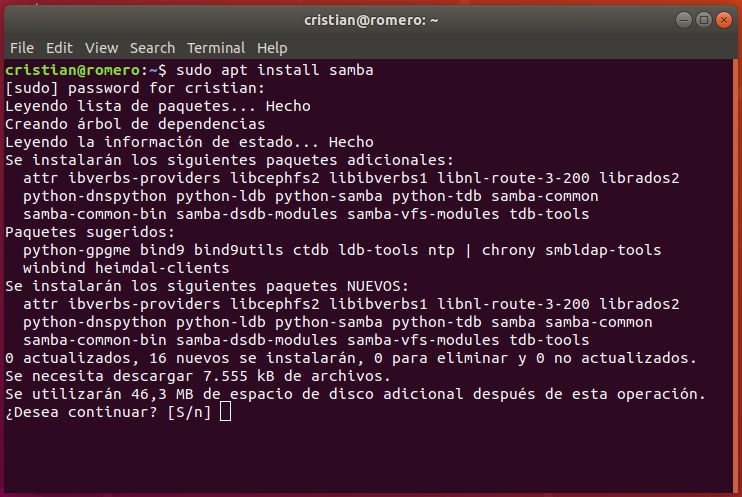 cristian@romero: ~
File Edit View Search Terminal Help
cristian@romero:~$ sudo apt install samba
[sudo] password for cristian:
Leyendo lista de paquetes... Hecho
Creando árbol de dependencias
Leyendo la información de estado... Hecho
Se instalarán los siguientes paquetes adicionales:
  attr ibverbs-providers libcephfs2 libibverbs1 libnl-route-3-200 librados2
  python-dnspython python-ldb python-samba python-tdb samba-common
  samba-common-bin samba-dsdb-modules samba-vfs-modules tdb-tools
Paquetes sugeridos:
  python-gpgme bind9 bind9utils ctdb ldb-tools ntp | chrony smbldap-tools
  winbind heimdal-clients
Se instalarán los siguientes paquetes NUEVOS:
  attr ibverbs-providers libcephfs2 libibverbs1 libnl-route-3-200 librados2
  python-dnspython python-ldb python-samba python-tdb samba samba-common
  samba-common-bin samba-dsdb-modules samba-vfs-modules tdb-tools
0 actualizados, 16 nuevos se instalarán, 0 para eliminar y 0 no actualizados.
Se necesita descargar 7.555 kB de archivos.
Se utilizarán 46,3 MB de espacio de disco adicional después de esta operación.
¿Desea continuar? [S/n]